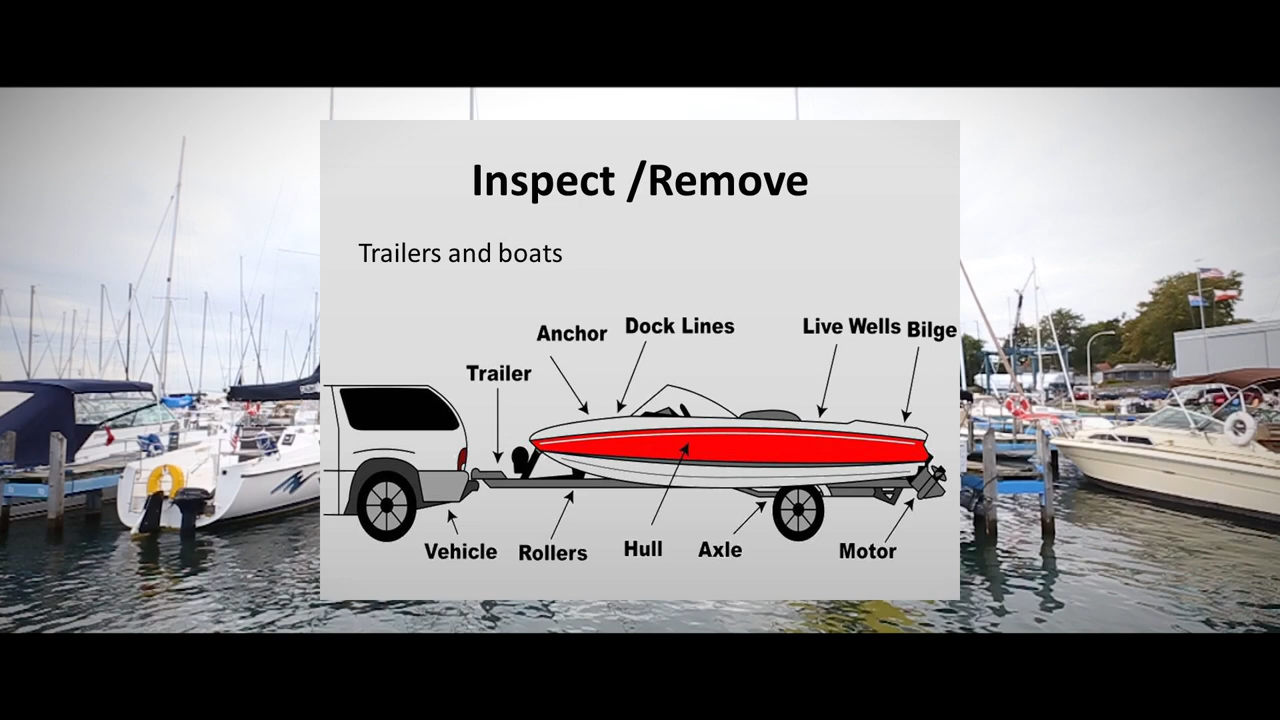 Inspect /Remove
Trailers and boats
Anchor Dock Lines Live Wells Bilge
Trailer
Vehicle Rollers Hull Axle Motor